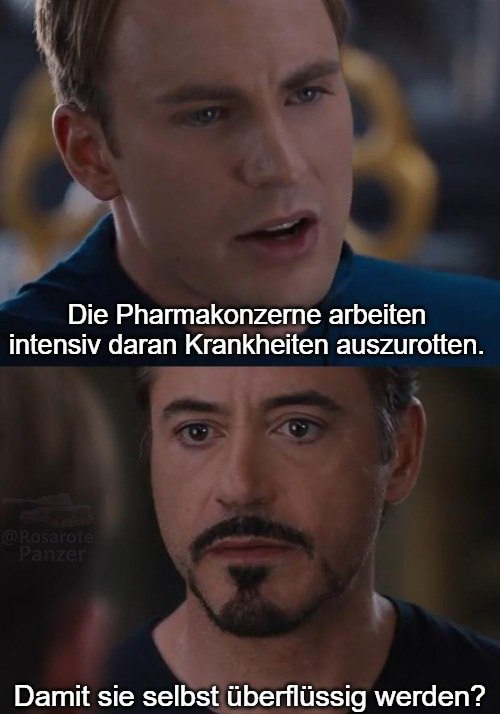 Die Pharmakonzerne arbeiten
intensiv daran Krankheiten auszurotten.
@Rosarote
Panzer
Damit sie selbst überflüssig werden?